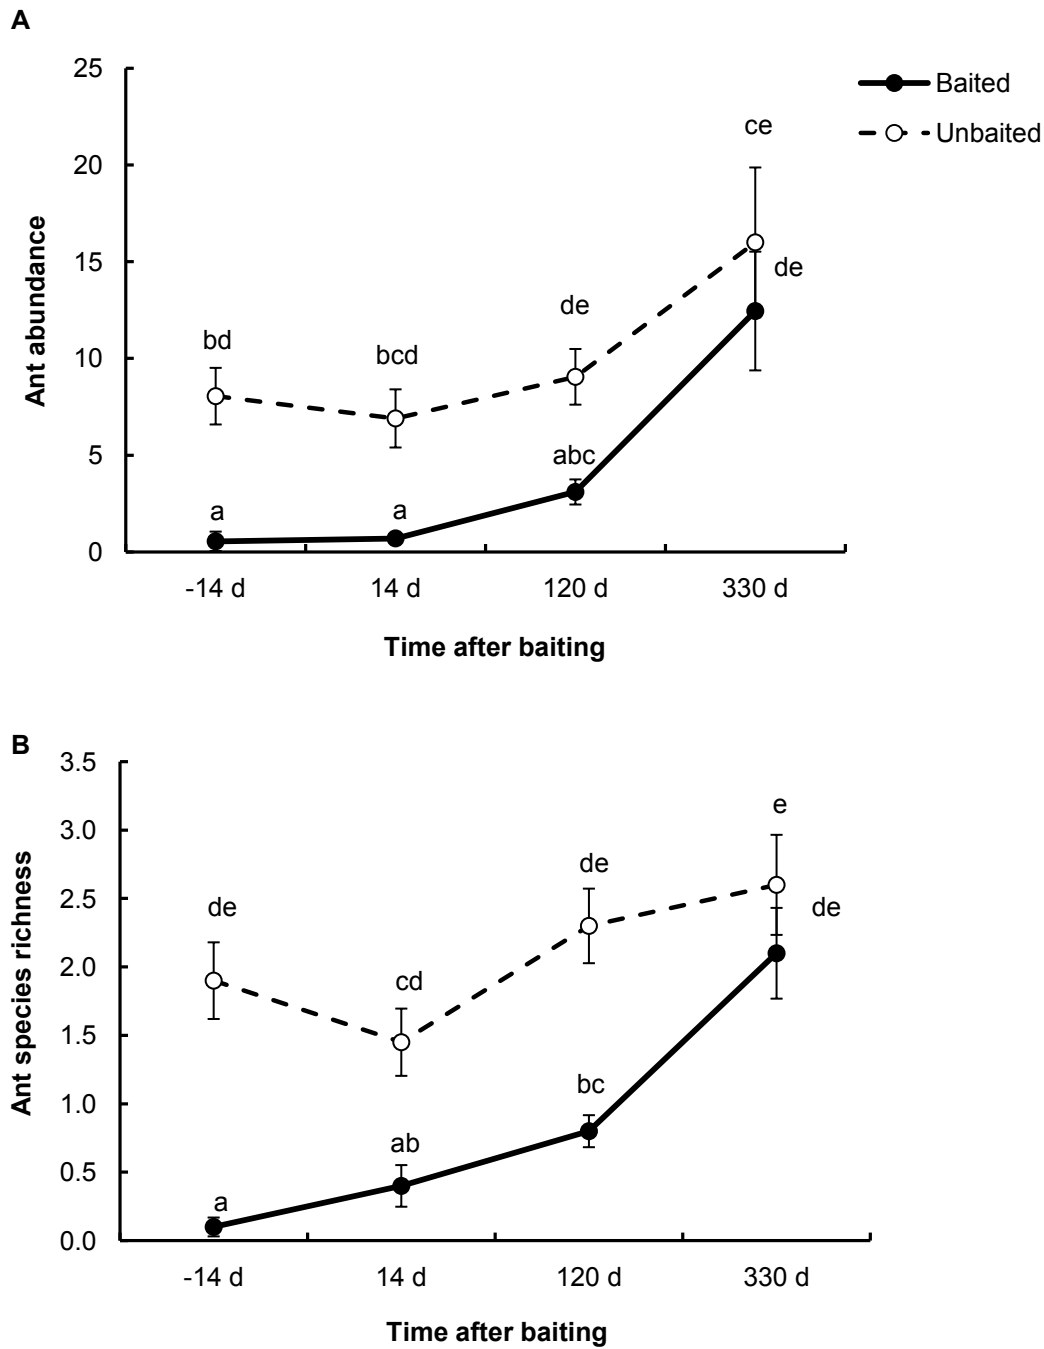 A
25
20
15
10
5
0
Ant abundance
Baited
Unbaited
bd
bcd
de
ce
a
a
abc
de
-14 d
14 d
120 d
330 d
Time after baiting
B
3.5
3.0
2.5
2.0
1.5
1.0
0.5
0.0
Ant species richness
de
cd
de
e
a
ab
bc
de
-14 d
14 d
120 d
330 d
Time after baiting